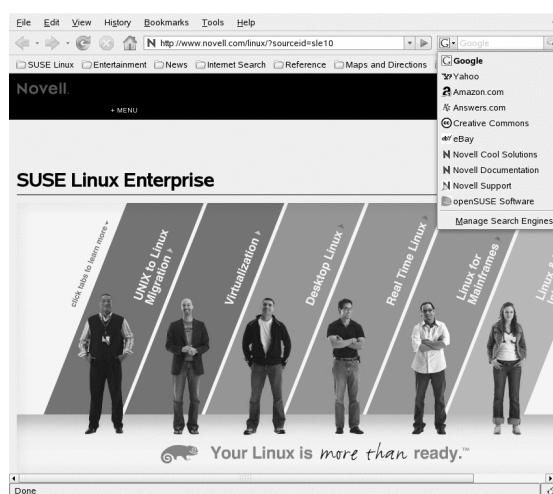 File Edit View History Bookmarks Tools Help
http://www.novell.com/linux/?sourceid=sle10
G Google
SUSE Linux Entertainment News Internet Search Reference Maps and Directions
Google
Yahoo
Amazon.com
Answers.com
Creative Commons
eBay
Novell Cool Solutions
Novell Documentation
Novell Support
openSUSE Software
Manage Search Engines
Novell.
+ MENU
SUSE Linux Enterprise
click tabs to learn more
UNIX to Linux
Migration
Virtualization
Desktop Linux
Real Time Linux
Linux for
Mainframes
Linux &
Your Linux is more than ready.™
Done